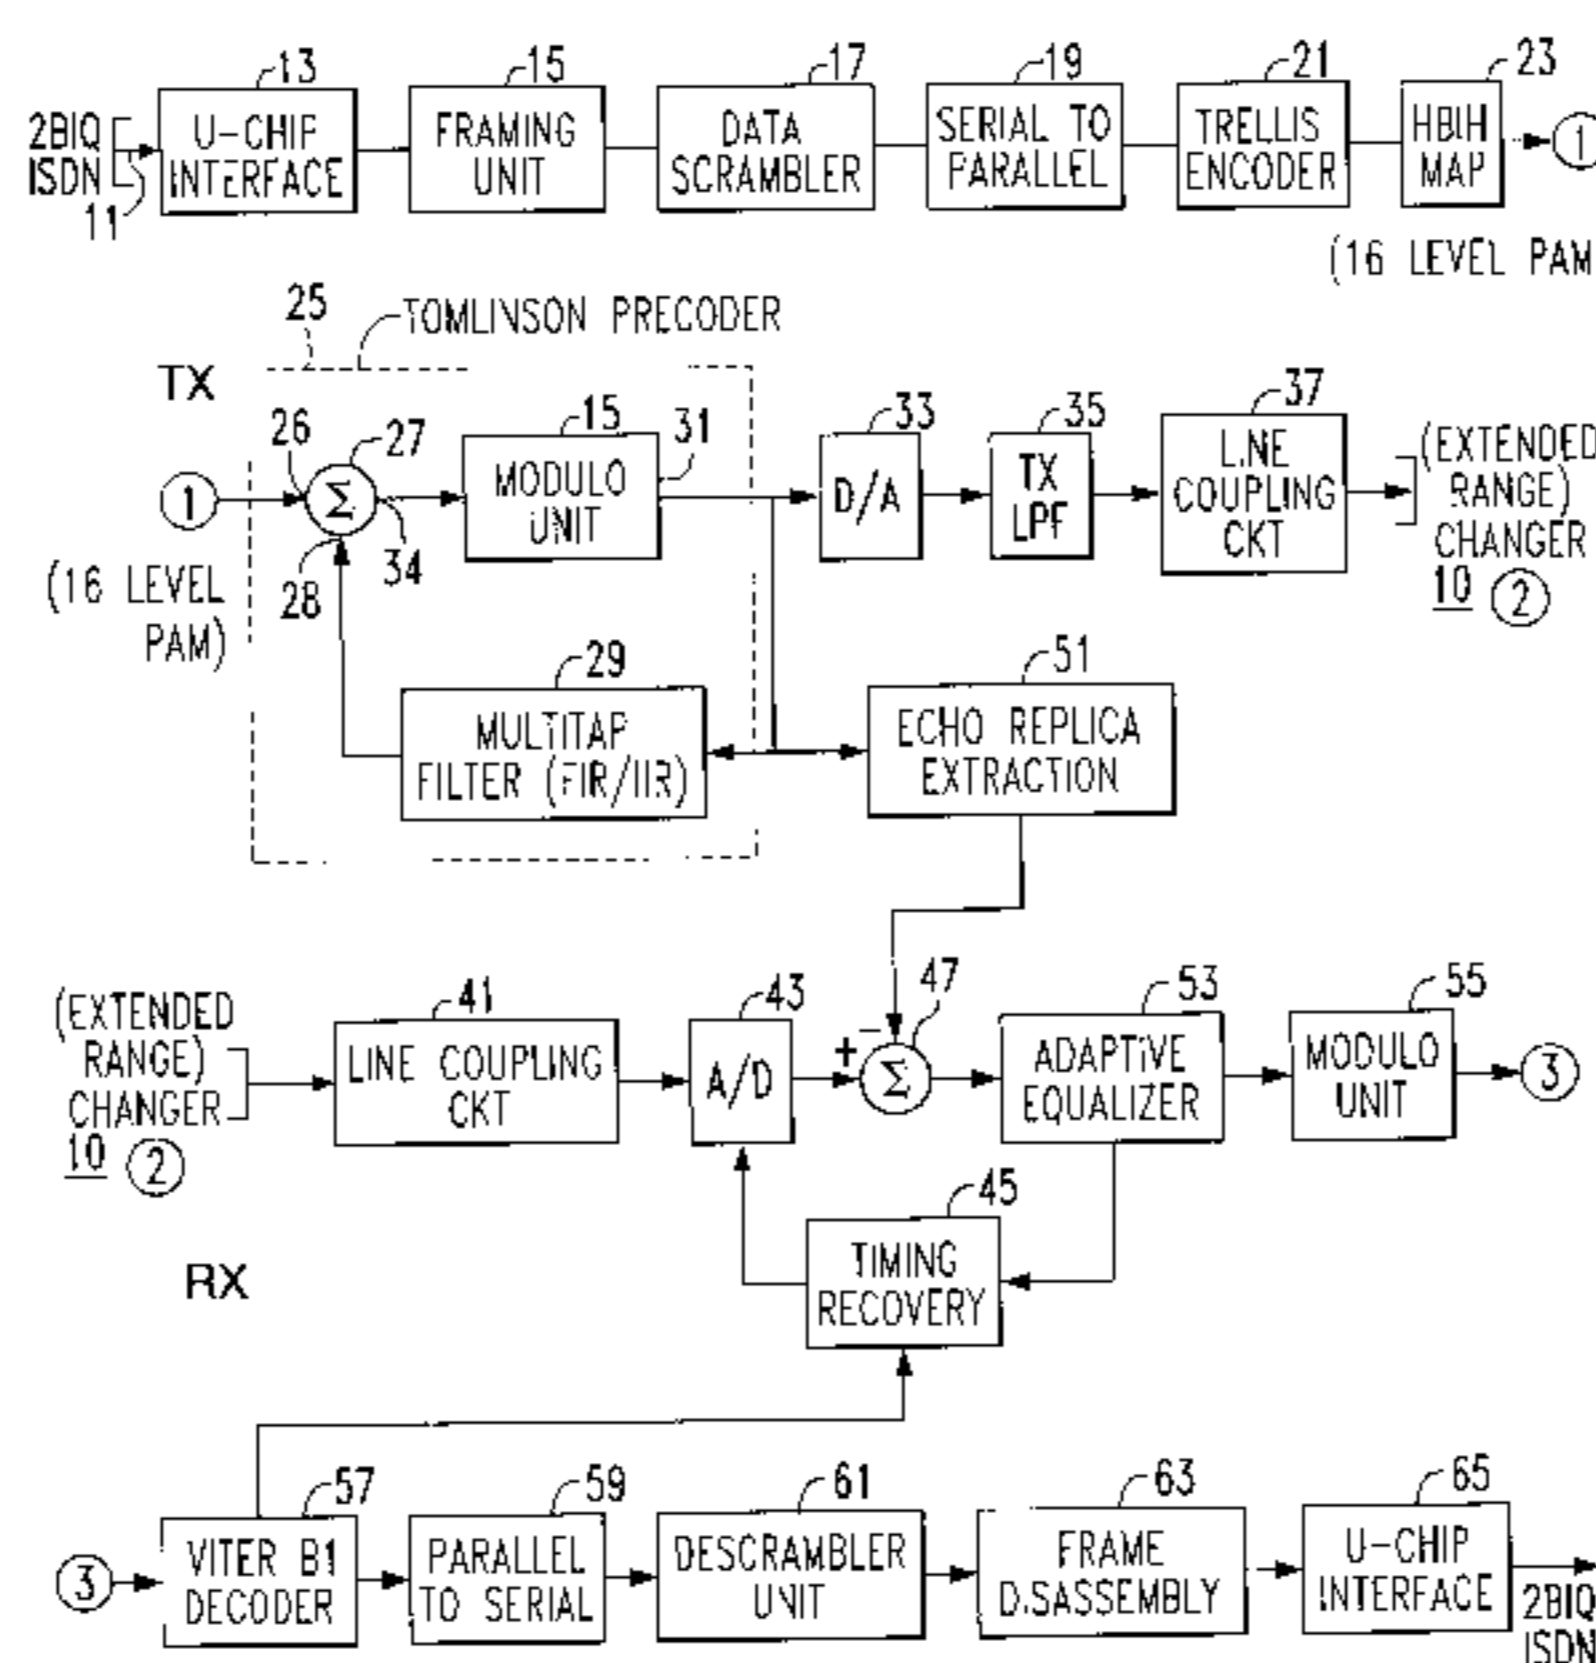 13
15
17
19
21
23
2BIQ
ISDN
11
U-CHIP
INTERFACE
FRAMING
UNIT
DATA
SCRAMBLER
SERIAL TO
PARALLEL
TRELLIS
ENCODER
HBIH
MAP
1
(16 LEVEL PAM
25
TOMLINSON PRECODER
TX
26
27
15
31
33
35
37
1
Σ
34
28
MODULO
UNIT
D/A
TX
LPF
LINE
COUPLING
CKT
(EXTENDED
RANGE)
CHANGER
10 2
(16 LEVEL
PAM)
29
MULTITAP
FILTER (FIR/IIR)
51
ECHO REPLICA
EXTRACTION
(EXTENDED
RANGE)
CHANGER
10 2
41
LINE COUPLING
CKT
43
A/D
47
+ −
Σ
53
ADAPTIVE
EQUALIZER
55
MODULO
UNIT
3
45
TIMING
RECOVERY
RX
3
57
VITER B1
DECODER
59
PARALLEL
TO SERIAL
61
DESCRAMBLER
UNIT
63
FRAME
DISASSEMBLY
65
U-CHIP
INTERFACE
2BIQ
ISDN